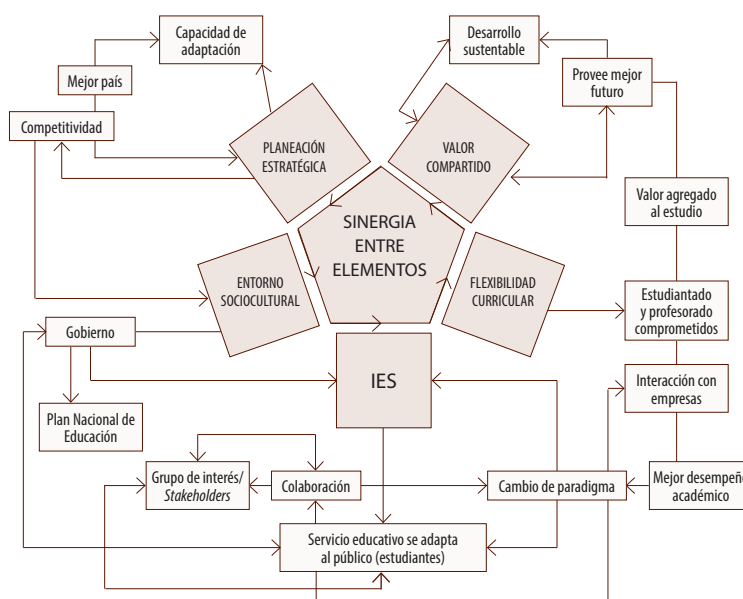 Capacidad de
adaptación
Desarrollo
sustentable
Mejor país
Provee mejor
futuro
Competitividad
PLANEACIÓN
ESTRATÉGICA
VALOR
COMPARTIDO
Valor agregado
al estudio
SINERGIA
ENTRE
ELEMENTOS
ENTORNO
SOCIOCULTURAL
FLEXIBILIDAD
CURRICULAR
Estudiantado
y profesorado
comprometidos
Gobierno
IES
Interacción con
empresas
Plan Nacional de
Educación
Grupo de interés/
Stakeholders
Colaboración
Cambio de paradigma
Mejor desempeño
académico
Servicio educativo se adapta
al público (estudiantes)